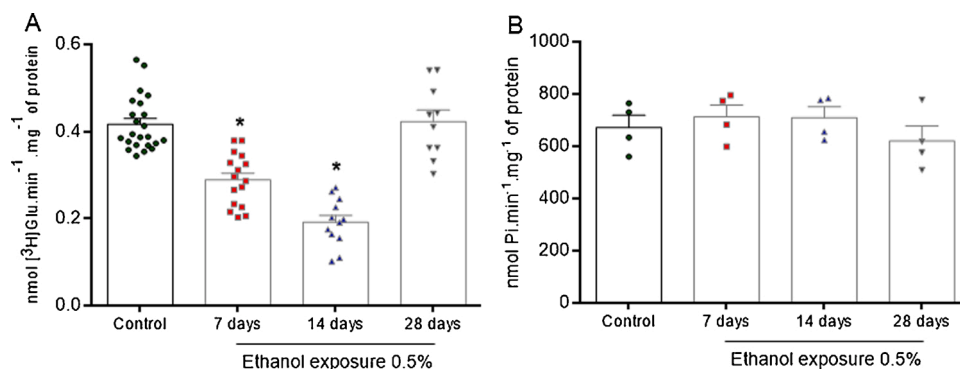 A
nmol [³H]Glu.min⁻¹.mg⁻¹ of protein
0.6
0.4
0.2
0.0
*
*
Control 7 days 14 days 28 days
Ethanol exposure 0.5%
B
nmol Pi.min⁻¹.mg⁻¹ of protein
1000
800
600
400
200
0
Control 7 days 14 days 28 days
Ethanol exposure 0.5%